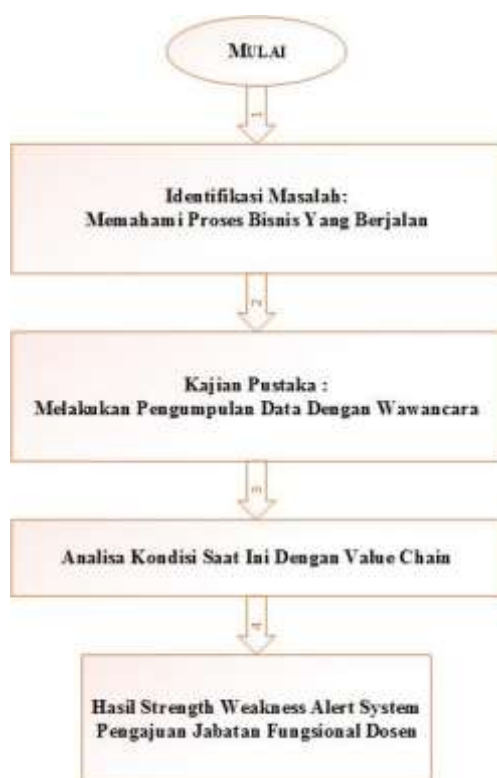 MULAI
1
Identifikasi Masalah:
Memahami Proses Bisnis Yang Berjalan
2
Kajian Pustaka :
Melakukan Pengumpulan Data Dengan Wawancara
3
Analisa Kondisi Saat Ini Dengan Value Chain
4
Hasil Strength Weakness Alert System
Pengajuan Jabatan Fungsional Dosen